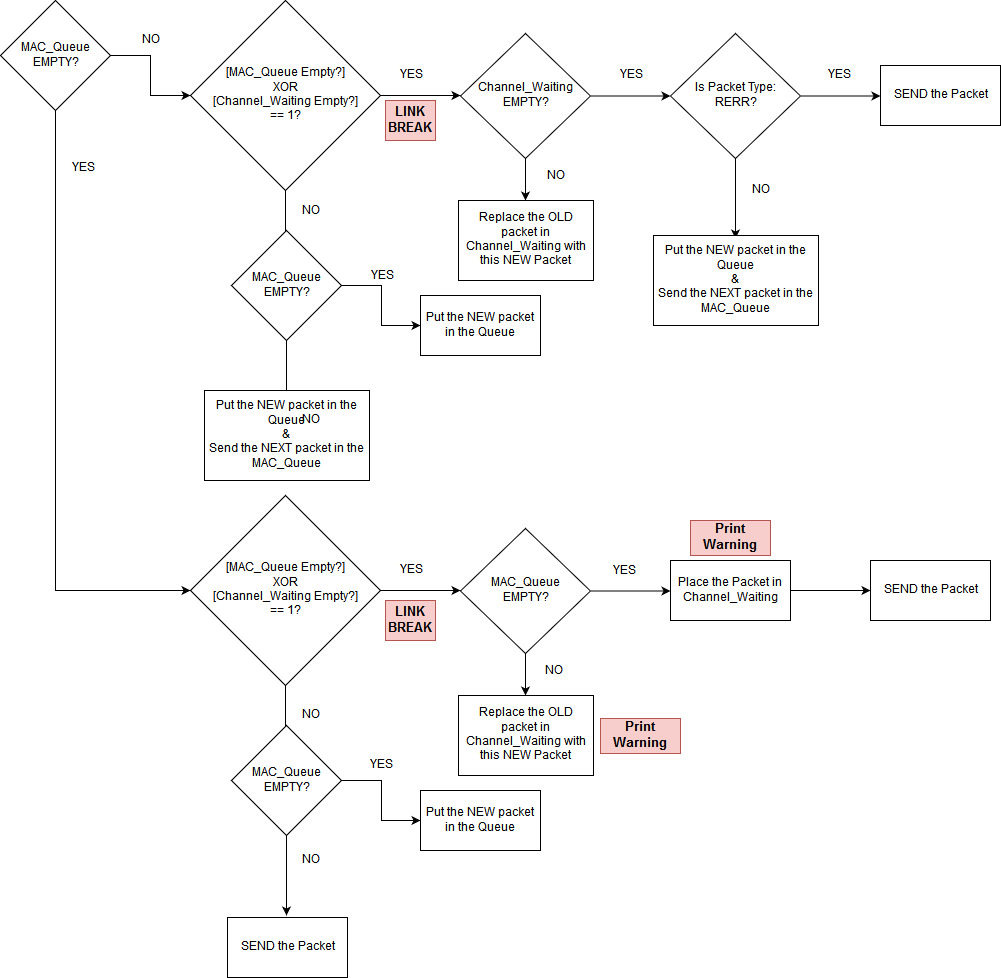 MAC_Queue
EMPTY?
NO
[MAC_Queue Empty?]
XOR
[Channel_Waiting Empty?]
== 1?
YES
LINK
BREAK
Channel_Waiting
EMPTY?
YES
Is Packet Type:
RERR?
YES
SEND the Packet
YES
NO
NO
NO
Replace the OLD
packet in
Channel_Waiting with
this NEW Packet
Put the NEW packet in the
Queue
&
Send the NEXT packet in the
MAC_Queue
MAC_Queue
EMPTY?
YES
Put the NEW packet
in the Queue
Put the NEW packet in the
Queue
NO
&
Send the NEXT packet in the
MAC_Queue
[MAC_Queue Empty?]
XOR
[Channel_Waiting Empty?]
== 1?
YES
LINK
BREAK
MAC_Queue
EMPTY?
YES
Print
Warning
Place the Packet in
Channel_Waiting
SEND the Packet
NO
NO
Replace the OLD
packet in
Channel_Waiting with
this NEW Packet
Print
Warning
MAC_Queue
EMPTY?
YES
Put the NEW packet
in the Queue
NO
SEND the Packet